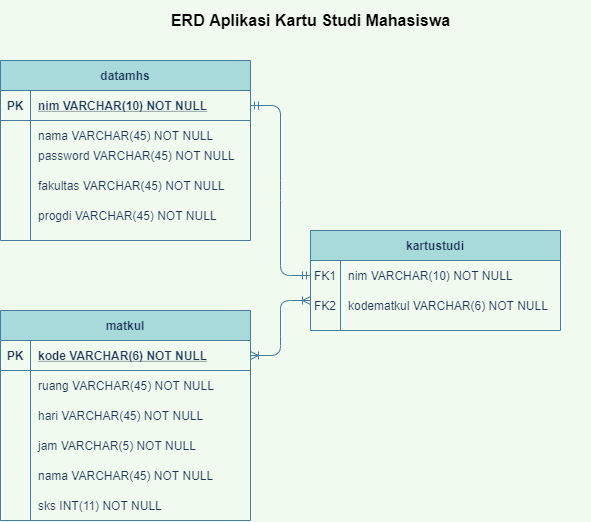 ERD Aplikasi Kartu Studi Mahasiswa
datamhs
PK nim VARCHAR(10) NOT NULL
nama VARCHAR(45) NOT NULL
password VARCHAR(45) NOT NULL
fakultas VARCHAR(45) NOT NULL
progdi VARCHAR(45) NOT NULL
kartustudi
FK1 nim VARCHAR(10) NOT NULL
FK2 kodematkul VARCHAR(6) NOT NULL
matkul
PK kode VARCHAR(6) NOT NULL
ruang VARCHAR(45) NOT NULL
hari VARCHAR(45) NOT NULL
jam VARCHAR(5) NOT NULL
nama VARCHAR(45) NOT NULL
sks INT(11) NOT NULL